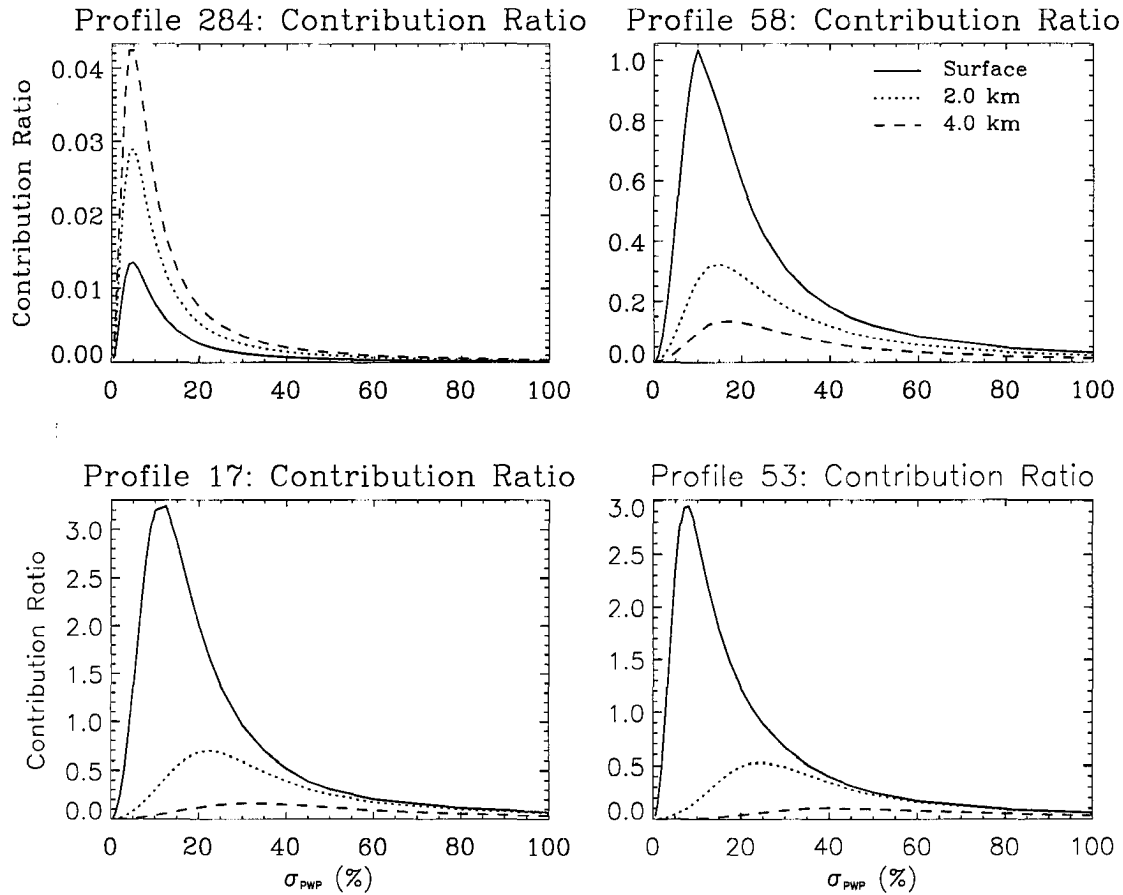 Profile 284: Contribution Ratio
Contribution Ratio
0.04
0.03
0.02
0.01
0.00
0 20 40 60 80 100
Profile 58: Contribution Ratio
Surface
2.0 km
4.0 km
1.0
0.8
0.6
0.4
0.2
0.0
0 20 40 60 80 100
Profile 17: Contribution Ratio
Contribution Ratio
3.0
2.5
2.0
1.5
1.0
0.5
0.0
0 20 40 60 80 100
σPWP (%)
Profile 53: Contribution Ratio
3.0
2.5
2.0
1.5
1.0
0.5
0.0
0 20 40 60 80 100
σPWP (%)